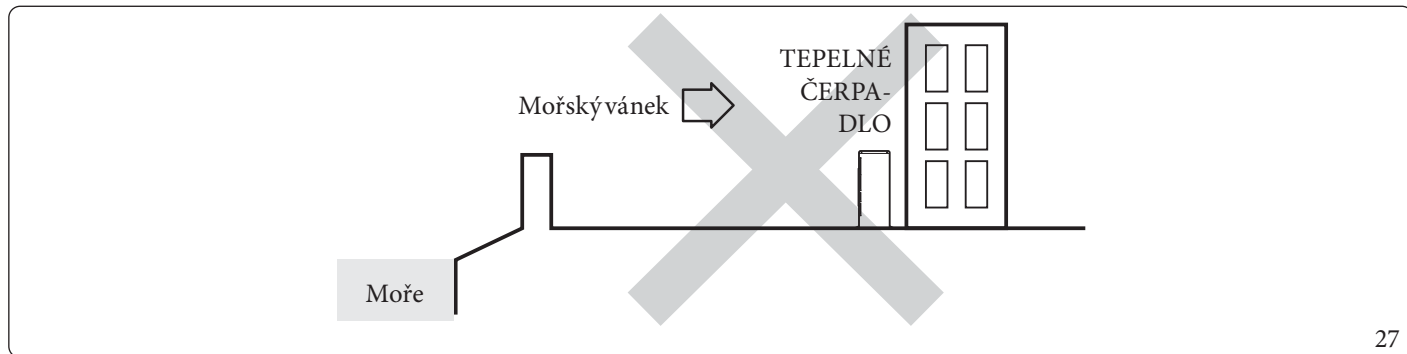 TEPELNÉ
ČERPA-
DLO
Mořský vánek
Moře
27